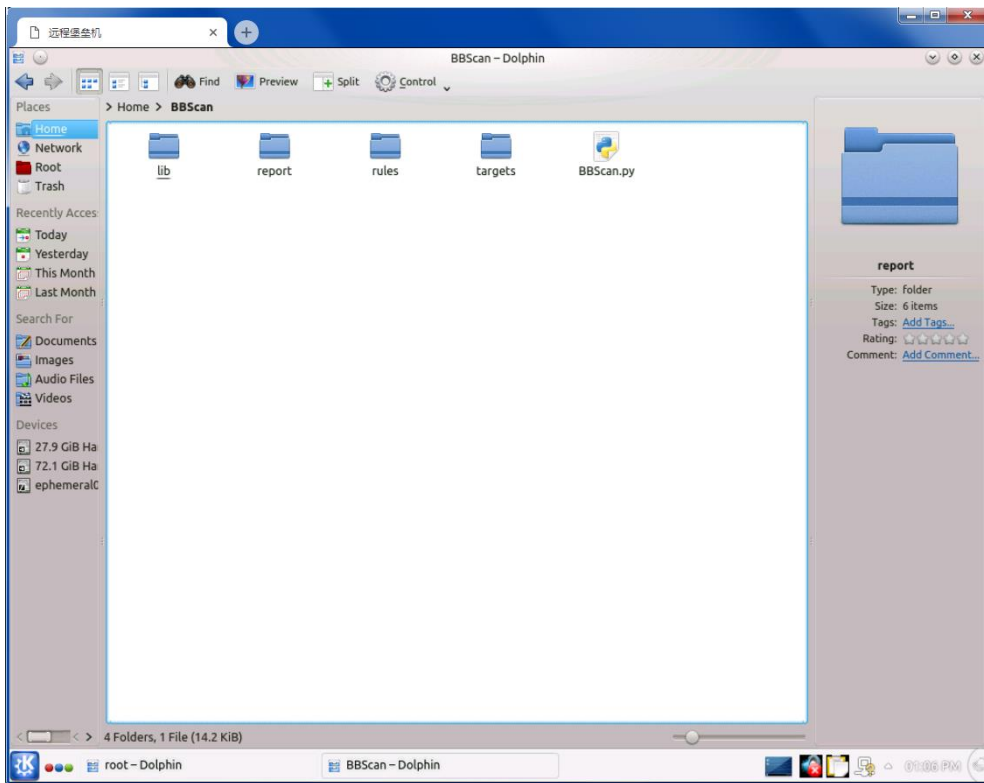 远程堡垒机
BBScan – Dolphin
Find Preview Split Control
Places
> Home > BBScan
Home
Network
Root
Trash
Recently Acces
Today
Yesterday
This Month
Last Month
Search For
Documents
Images
Audio Files
Videos
Devices
27.9 GiB Ha
72.1 GiB Ha
ephemeral0
lib report rules targets BBScan.py
report
Type: folder
Size: 6 items
Tags: Add Tags...
Rating:
Comment: Add Comment...
4 Folders, 1 File (14.2 KiB)
root – Dolphin BBScan – Dolphin 01:06 PM